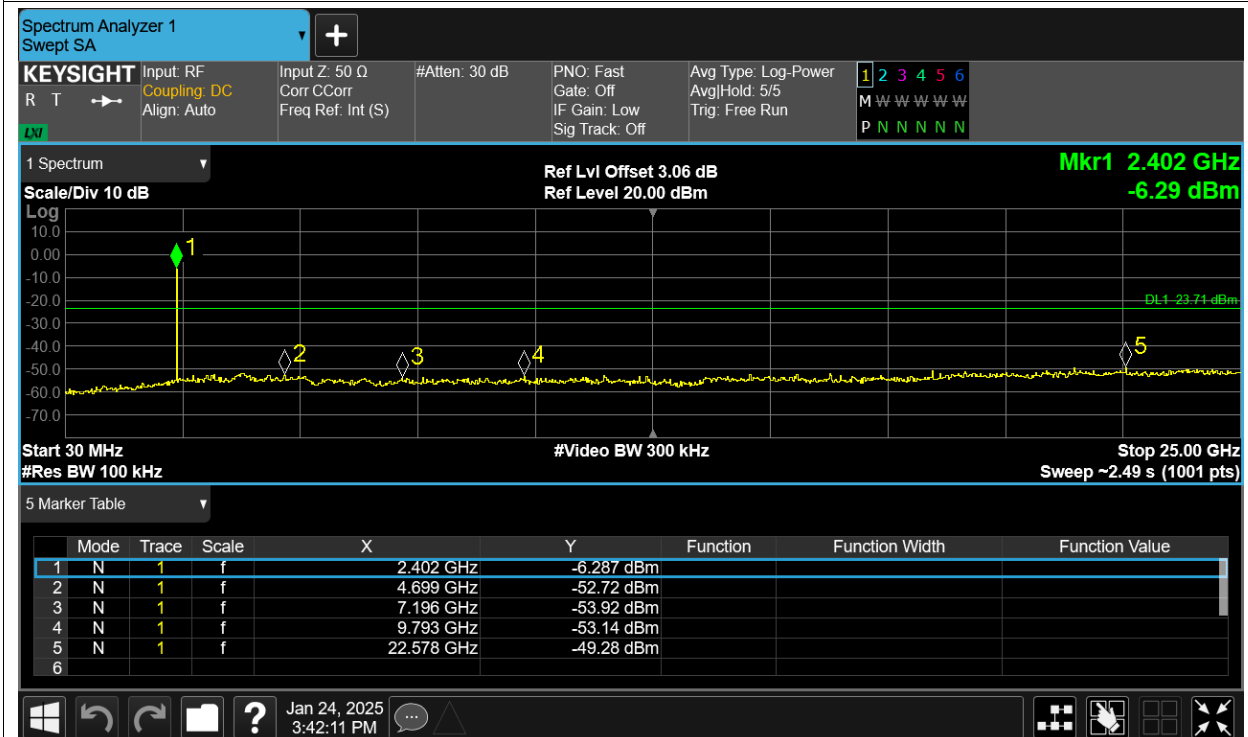 Spectrum Analyzer 1
Swept SA
+
KEYSIGHT
R T
LXI
Input: RF
Coupling: DC
Align: Auto
Input Z: 50 Ω
Corr CCorr
Freq Ref: Int (S)
#Atten: 30 dB
PNO: Fast
Gate: Off
IF Gain: Low
Sig Track: Off
Avg Type: Log-Power
Avg|Hold: 5/5
Trig: Free Run
1 2 3 4 5 6
M W W W W W
P N N N N N
1 Spectrum
Scale/Div 10 dB
Ref Lvl Offset 3.06 dB
Ref Level 20.00 dBm
Mkr1 2.402 GHz
-6.29 dBm
Log
10.0
0.00
-10.0
-20.0
-30.0
-40.0
-50.0
-60.0
-70.0
1
2
3
4
5
DL1 -23.71 dBm
Start 30 MHz
#Video BW 300 kHz
Stop 25.00 GHz
#Res BW 100 kHz
Sweep ~2.49 s (1001 pts)
5 Marker Table
Mode Trace Scale X Y Function Function Width Function Value
1 N 1 f 2.402 GHz -6.287 dBm
2 N 1 f 4.699 GHz -52.72 dBm
3 N 1 f 7.196 GHz -53.92 dBm
4 N 1 f 9.793 GHz -53.14 dBm
5 N 1 f 22.578 GHz -49.28 dBm
6
?
Jan 24, 2025
3:42:11 PM